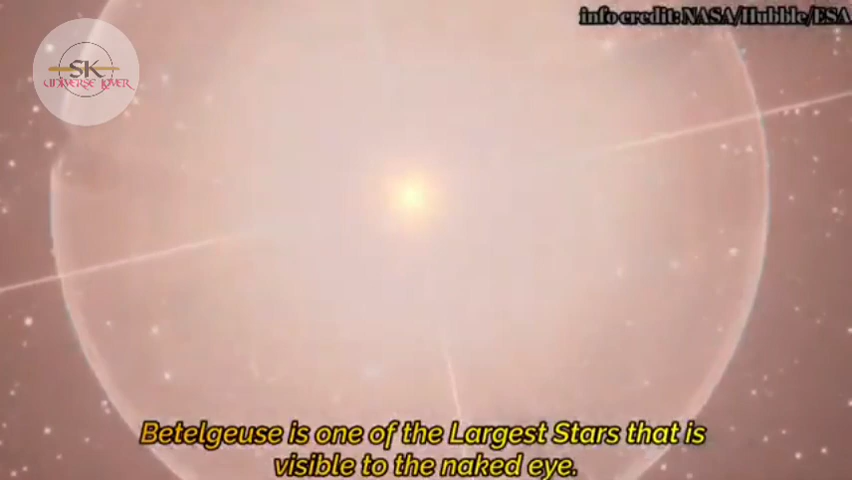 info credit: NASA/Hubble/ESA
SK
UNIVERSE LOVER
Betelgeuse is one of the Largest Stars that is
visible to the naked eye.